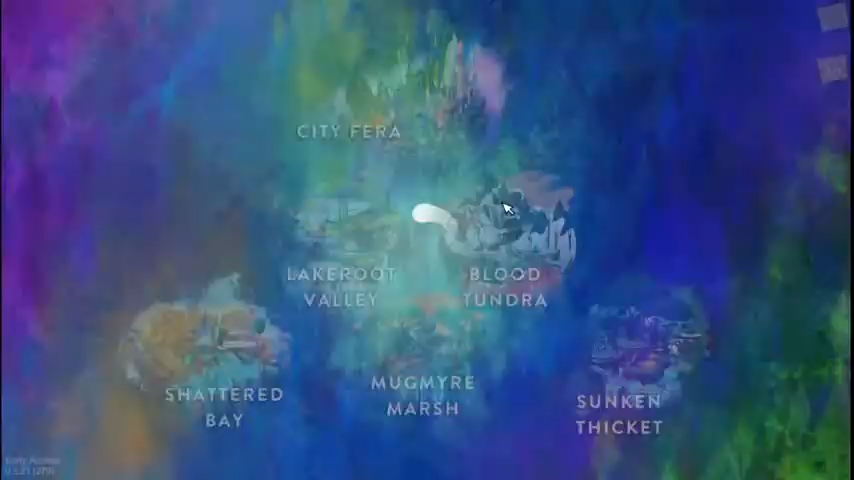 CITY FERA
LAKEROOT
VALLEY
BLOOD
TUNDRA
SHATTERED
BAY
MUGMYRE
MARSH
SUNKEN
THICKET
Early Access